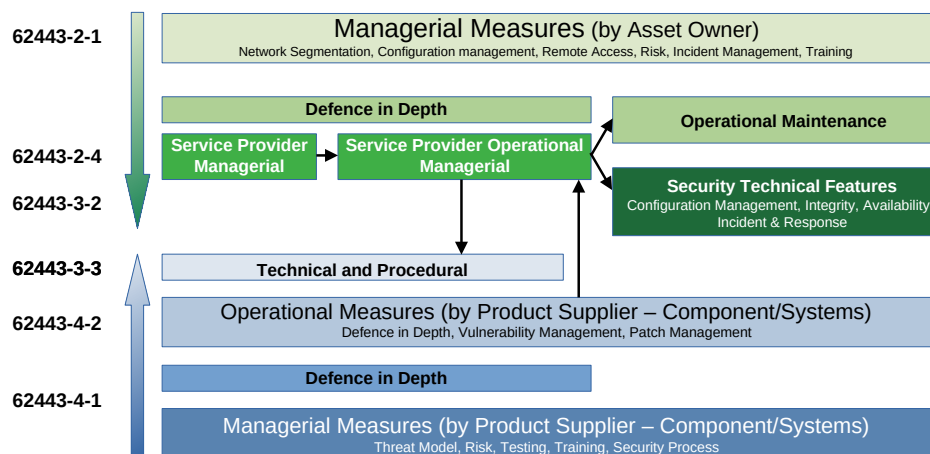 62443-2-1
Managerial Measures (by Asset Owner)
Network Segmentation, Configuration management, Remote Access, Risk, Incident Management, Training
Defence in Depth
Operational Maintenance
62443-2-4
Service Provider
Managerial
Service Provider Operational
Managerial
62443-3-2
Security Technical Features
Configuration Management, Integrity, Availability
Incident & Response
62443-3-3
Technical and Procedural
62443-4-2
Operational Measures (by Product Supplier – Component/Systems)
Defence in Depth, Vulnerability Management, Patch Management
Defence in Depth
62443-4-1
Managerial Measures (by Product Supplier – Component/Systems)
Threat Model, Risk, Testing, Training, Security Process